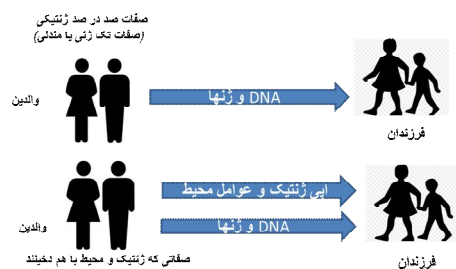 صفات صد در صد ژنتیکی
(صفات تک ژنی یا مندلی)
والدین
DNA و ژنها
فرزندان
اپی ژنتیک و عوامل محیط
والدین
DNA و ژنها
صفاتی که ژنتیک و محیط با هم دخیلند
فرزندان